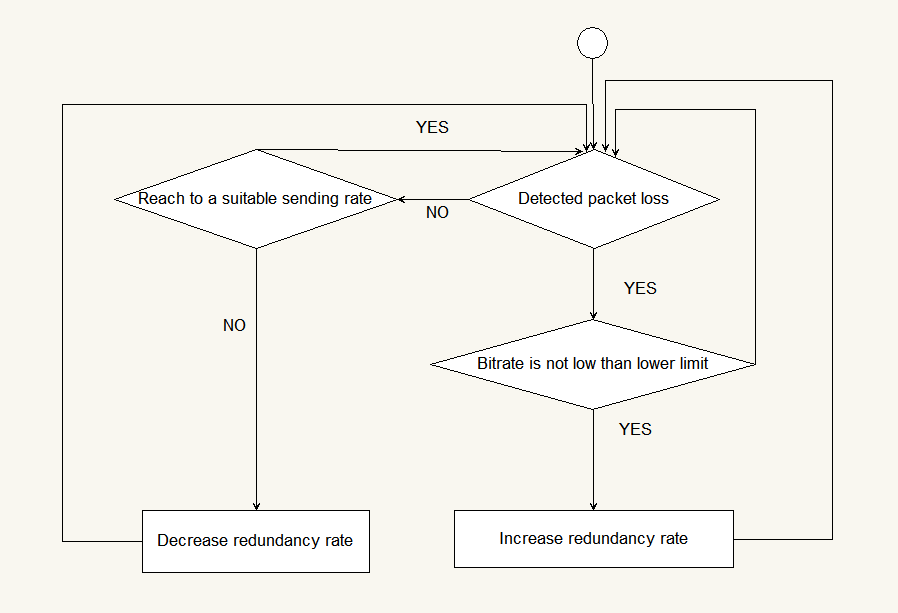 YES
Reach to a suitable sending rate
Detected packet loss
NO
YES
NO
Bitrate is not low than lower limit
YES
Decrease redundancy rate
Increase redundancy rate